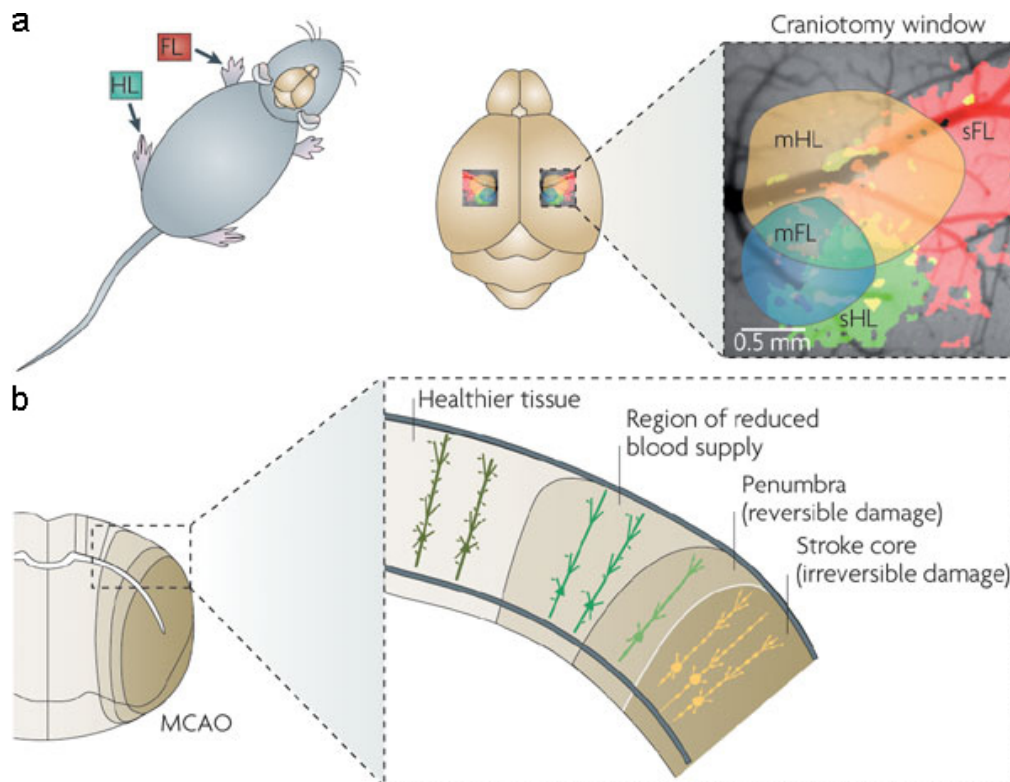 a
FL
HL
Craniotomy window
mHL
sFL
mFL
sHL
0.5 mm
b
Healthier tissue
Region of reduced
blood supply
Penumbra
(reversible damage)
Stroke core
(irreversible damage)
MCAO